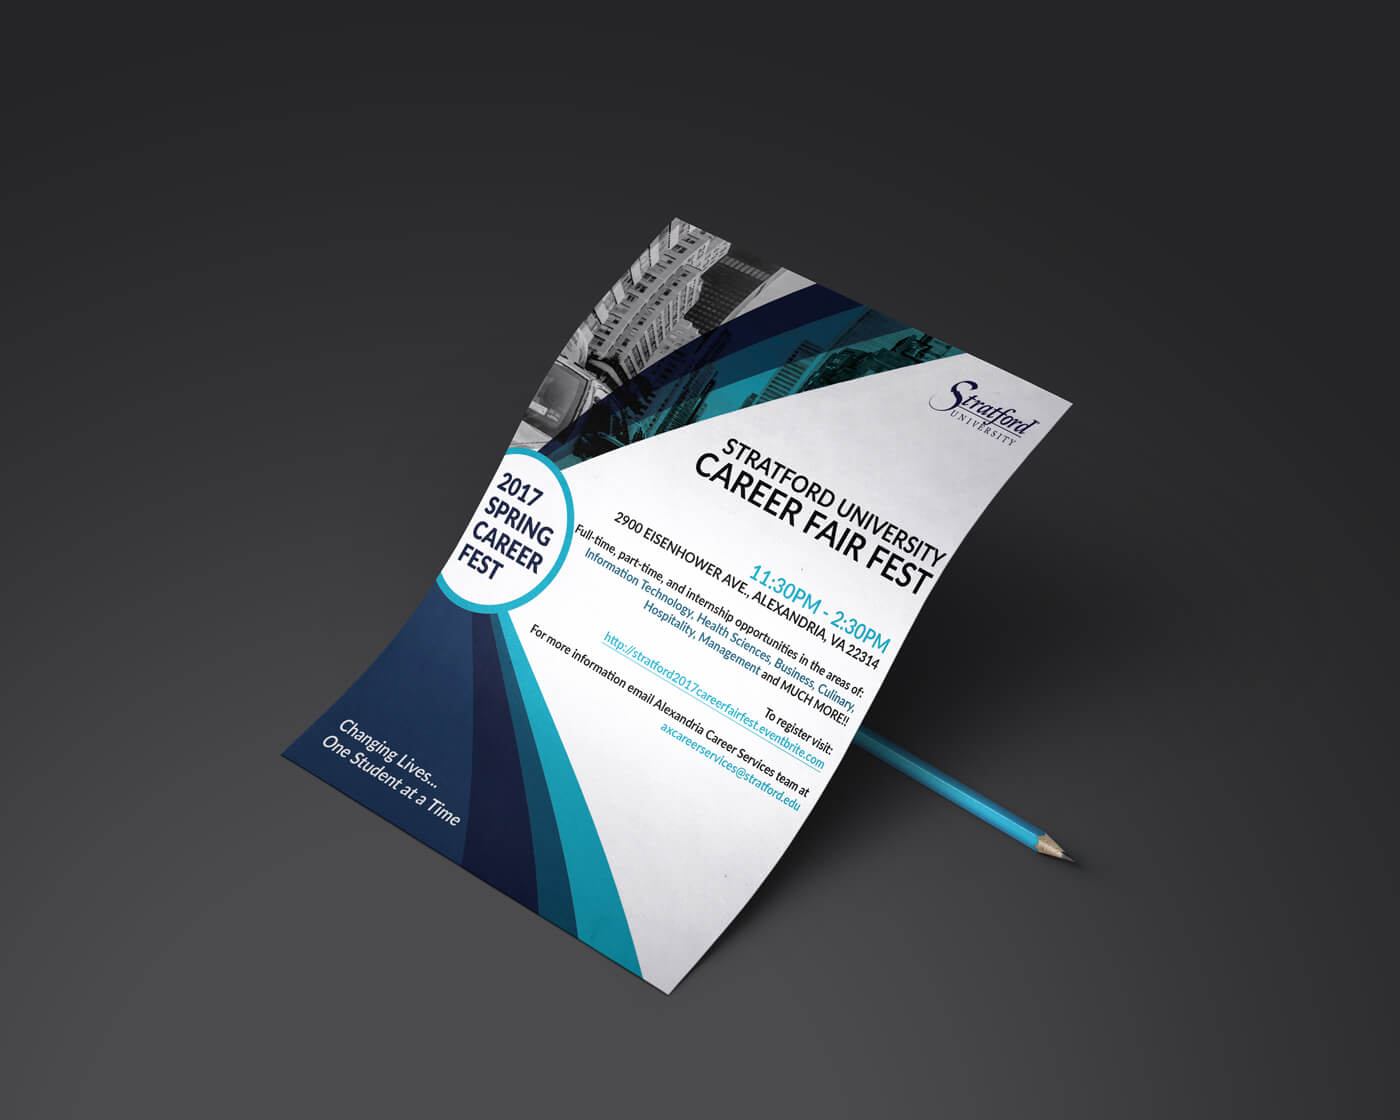 Stratford
UNIVERSITY
STRATFORD UNIVERSITY
CAREER FAIR FEST
2017
SPRING
CAREER
FEST
11:30PM - 2:30PM
2900 EISENHOWER AVE., ALEXANDRIA, VA 22314
Full-time, part-time, and internship opportunities in the areas of:
Information Technology, Health Sciences, Business, Culinary,
Hospitality, Management and MUCH MORE!!
To register visit:
http://stratford2017careerfairfest.eventbrite.com
For more information email Alexandria Career Services team at
axcareerservices@stratford.edu
Changing Lives...
One Student at a Time